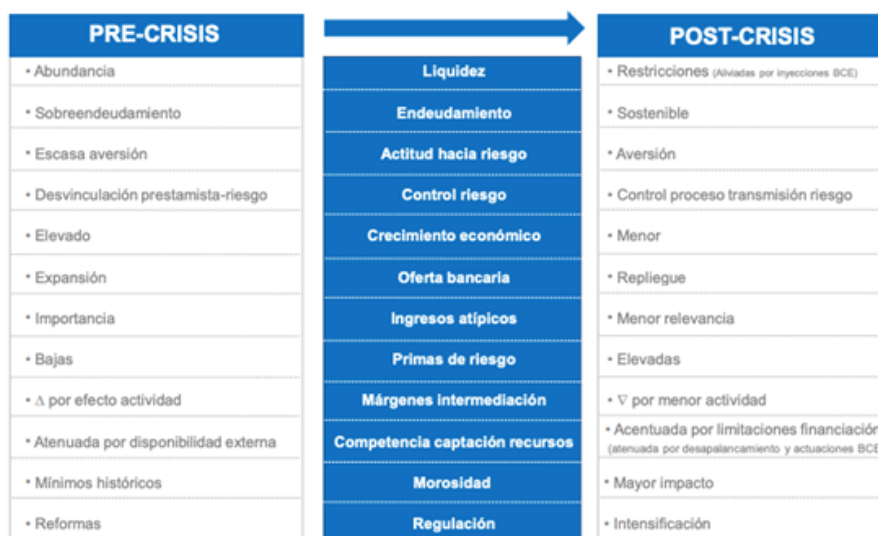 PRE-CRISIS
POST-CRISIS
• Abundancia
Liquidez
• Restricciones (Aliviadas por inyecciones BCE)
• Sobreendeudamiento
Endeudamiento
• Sostenible
• Escasa aversión
Actitud hacia riesgo
• Aversión
• Desvinculación prestamista-riesgo
Control riesgo
• Control proceso transmisión riesgo
• Elevado
Crecimiento económico
• Menor
• Expansión
Oferta bancaria
• Repliegue
• Importancia
Ingresos atípicos
• Menor relevancia
• Bajas
Primas de riesgo
• Elevadas
• Δ por efecto actividad
Márgenes intermediación
• ∇ por menor actividad
• Atenuada por disponibilidad externa
Competencia captación recursos
• Acentuada por limitaciones financiación
(atenuada por desapalancamiento y actuaciones BCE
• Mínimos históricos
Morosidad
• Mayor impacto
• Reformas
Regulación
• Intensificación